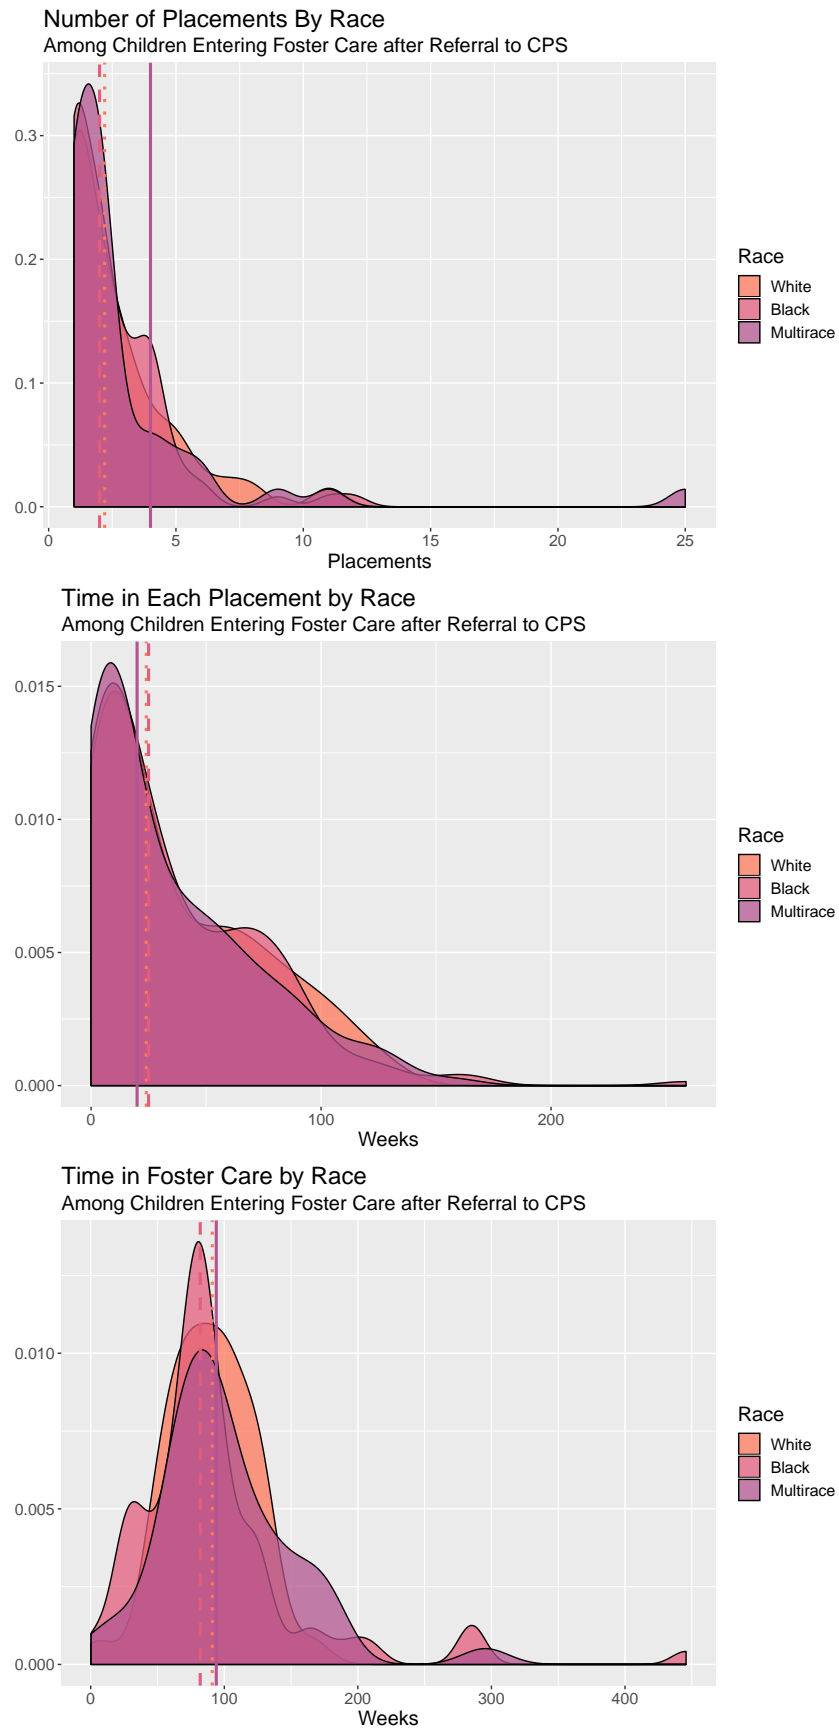 Number of Placements By Race
Among Children Entering Foster Care after Referral to CPS
0.3
0.2
0.1
0.0
0 5 10 15 20 25
Placements
Race
White
Black
Multirace
Time in Each Placement by Race
Among Children Entering Foster Care after Referral to CPS
0.015
0.010
0.005
0.000
0 100 200
Weeks
Race
White
Black
Multirace
Time in Foster Care by Race
Among Children Entering Foster Care after Referral to CPS
0.010
0.005
0.000
0 100 200 300 400
Weeks
Race
White
Black
Multirace